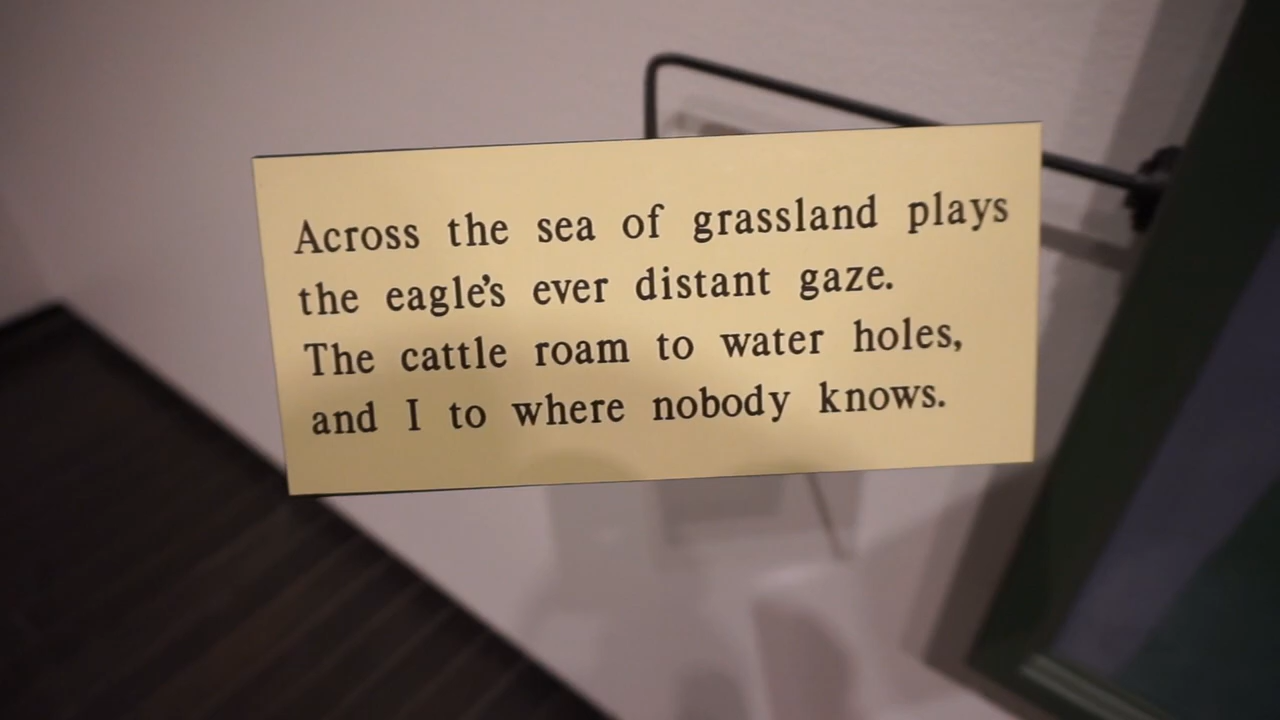 Across the sea of grassland plays
the eagle's ever distant gaze.
The cattle roam to water holes,
and I to where nobody knows.